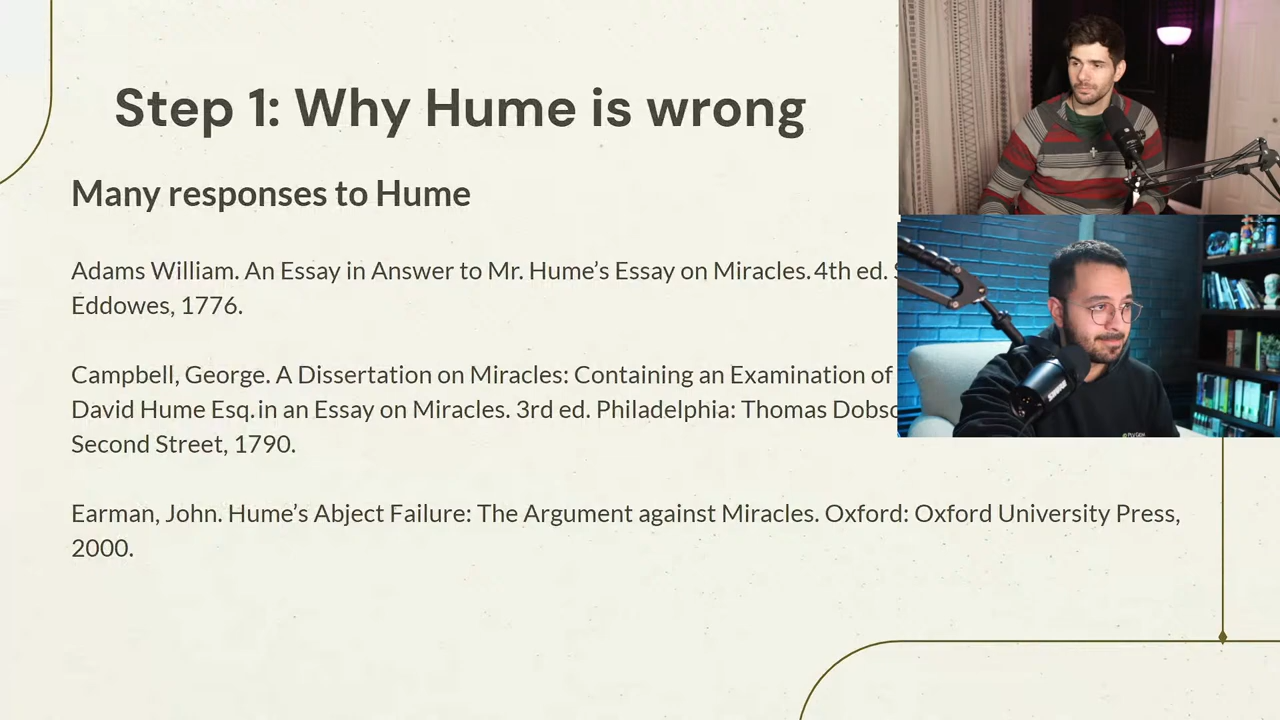 Step 1: Why Hume is wrong
Many responses to Hume
Adams William. An Essay in Answer to Mr. Hume’s Essay on Miracles. 4th ed.
Eddowes, 1776.
Campbell, George. A Dissertation on Miracles: Containing an Examination of
David Hume Esq. in an Essay on Miracles. 3rd ed. Philadelphia: Thomas
Second Street, 1790.
Earman, John. Hume’s Abject Failure: The Argument against Miracles. Oxford: Oxford University Press,
2000.